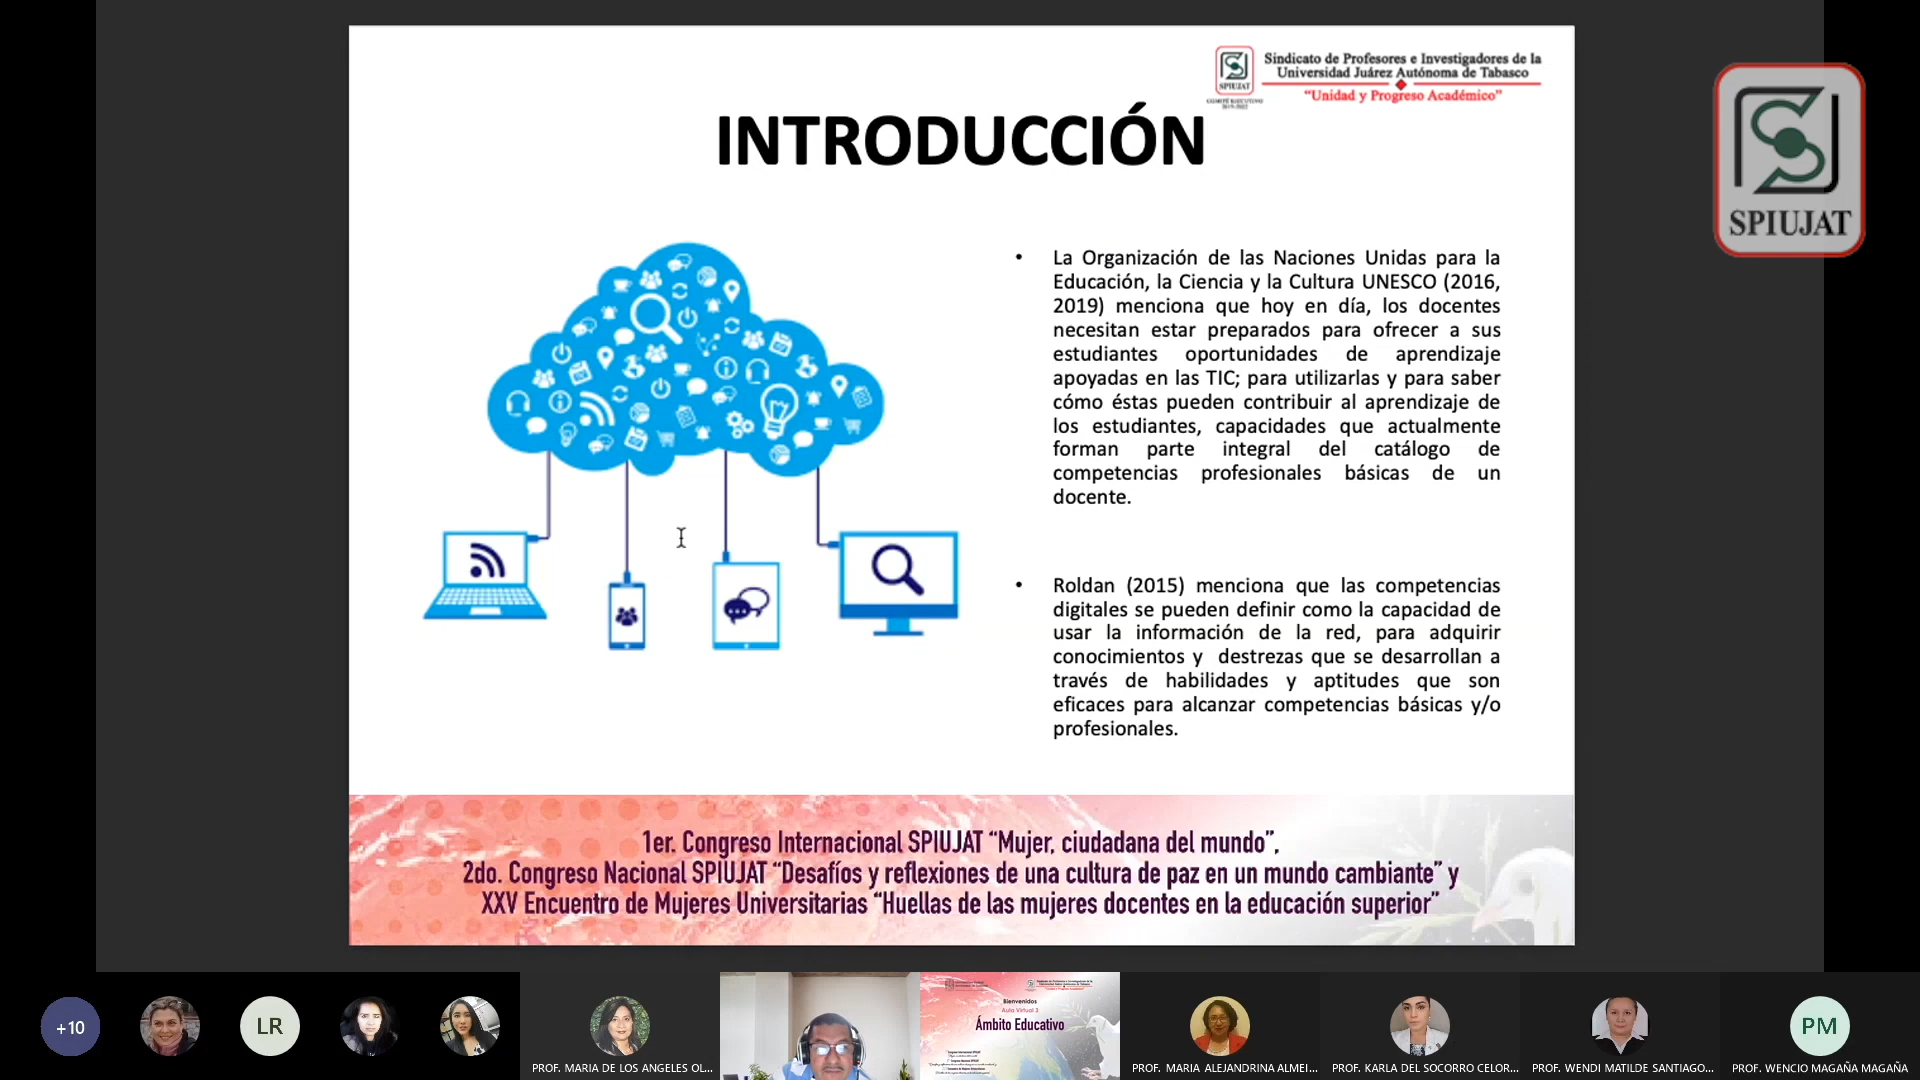 Sindicato de Profesores e Investigadores de la
Universidad Juárez Autónoma de Tabasco
“Unidad y Progreso Académico”
SPIUJAT
COMITÉ EJECUTIVO
2019-2022
SPIUJAT
INTRODUCCIÓN
• La Organización de las Naciones Unidas para la
Educación, la Ciencia y la Cultura UNESCO (2016,
2019) menciona que hoy en día, los docentes
necesitan estar preparados para ofrecer a sus
estudiantes oportunidades de aprendizaje
apoyadas en las TIC; para utilizarlas y para saber
cómo éstas pueden contribuir al aprendizaje de
los estudiantes, capacidades que actualmente
forman parte integral del catálogo de
competencias profesionales básicas de un
docente.
• Roldan (2015) menciona que las competencias
digitales se pueden definir como la capacidad de
usar la información de la red, para adquirir
conocimientos y destrezas que se desarrollan a
través de habilidades y aptitudes que son
eficaces para alcanzar competencias básicas y/o
profesionales.
1er. Congreso Internacional SPIUJAT “Mujer, ciudadana del mundo”,
2do. Congreso Nacional SPIUJAT “Desafíos y reflexiones de una cultura de paz en un mundo cambiante” y
XXV Encuentro de Mujeres Universitarias “Huellas de las mujeres docentes en la educación superior”
+10
LR
PROF. MARIA DE LOS ANGELES OL...
Bienvenidos
Aula Virtual 3
Ámbito Educativo
PROF. MARIA ALEJANDRINA ALMEI...
PROF. KARLA DEL SOCORRO CELOR...
PROF. WENDI MATILDE SANTIAGO...
PM
PROF. WENCIO MAGAÑA MAGAÑA